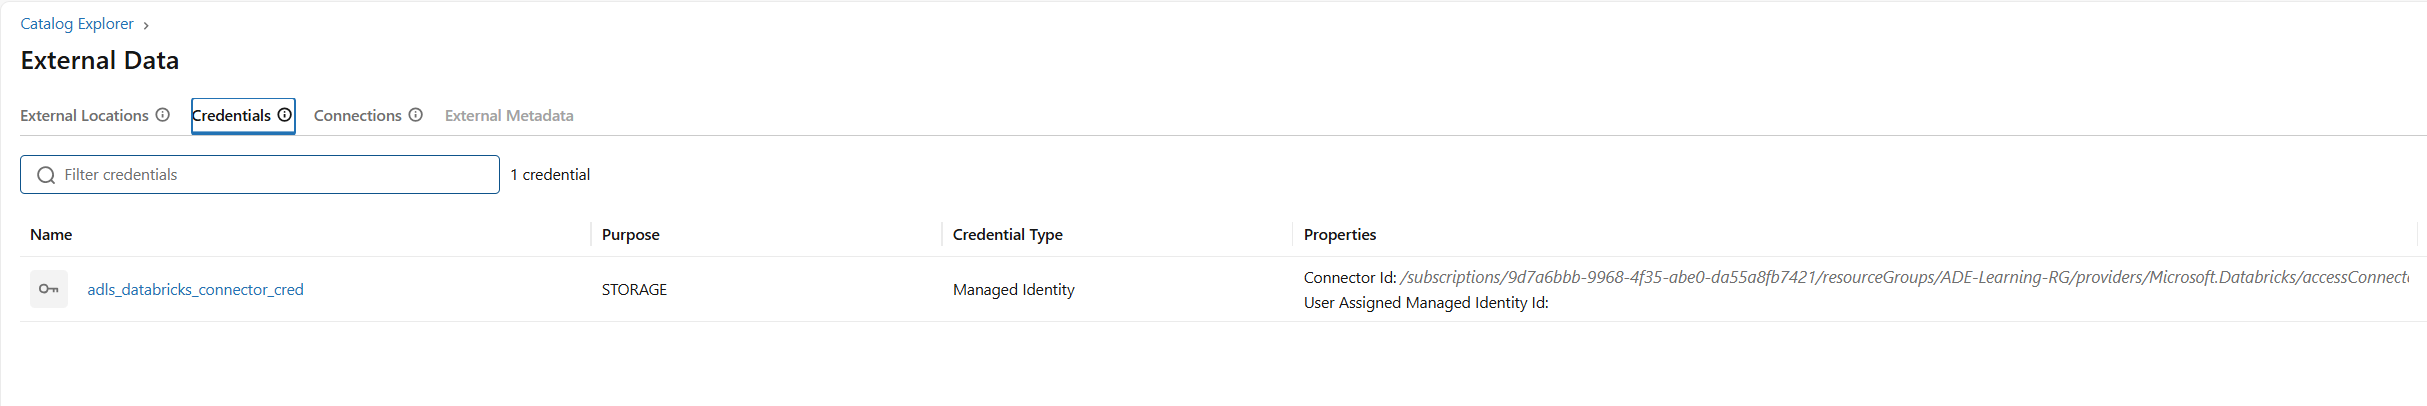 Catalog Explorer ›
External Data
External Locations Credentials Connections External Metadata
Filter credentials 1 credential
Name Purpose Credential Type Properties
adls_databricks_connector_cred STORAGE Managed Identity Connector Id: /subscriptions/9d7a6bbb-9968-4f35-abe0-da55a8fb7421/resourceGroups/ADE-Learning-RG/providers/Microsoft.Databricks/accessConnect
User Assigned Managed Identity Id: